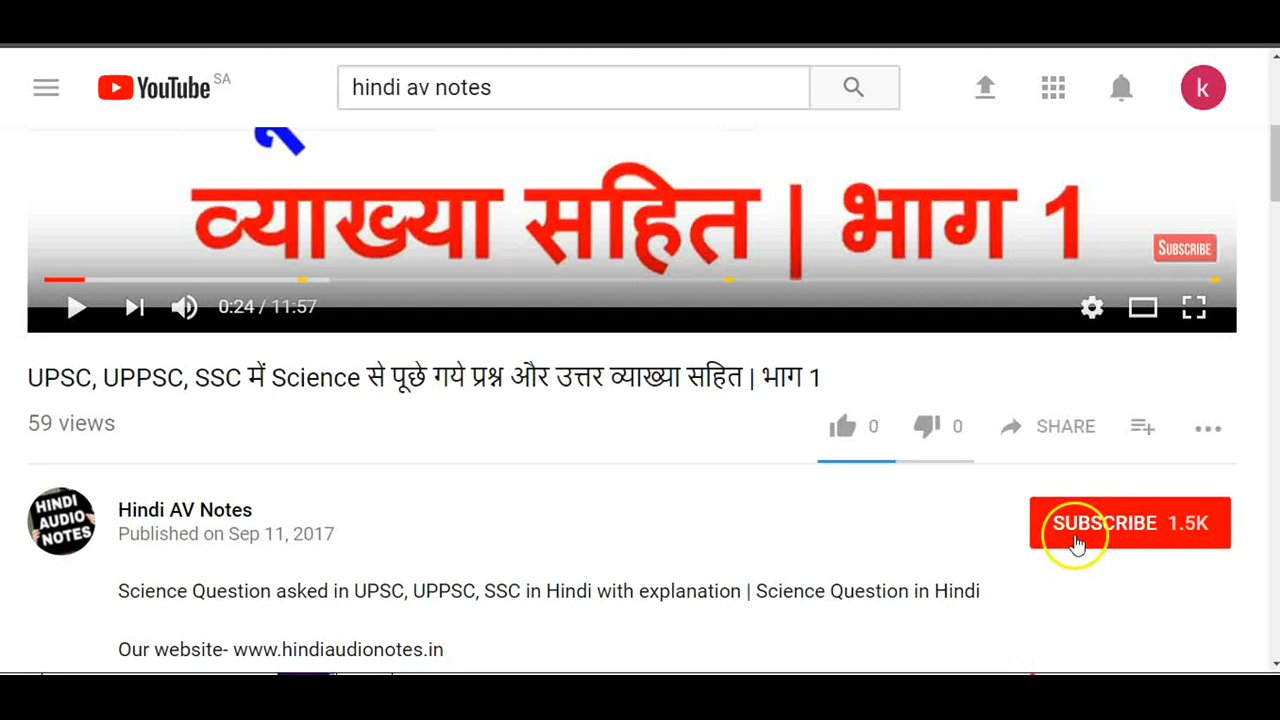 YouTube SA
hindi av notes
k
व्याख्या सहित | भाग 1
SUBSCRIBE
0:24 / 11:57
UPSC, UPPSC, SSC में Science से पूछे गये प्रश्न और उत्तर व्याख्या सहित | भाग 1
59 views
0
0
SHARE
HINDI
AUDIO
NOTES
Hindi AV Notes
Published on Sep 11, 2017
SUBSCRIBE 1.5K
Science Question asked in UPSC, UPPSC, SSC in Hindi with explanation | Science Question in Hindi
Our website- www.hindiaudionotes.in